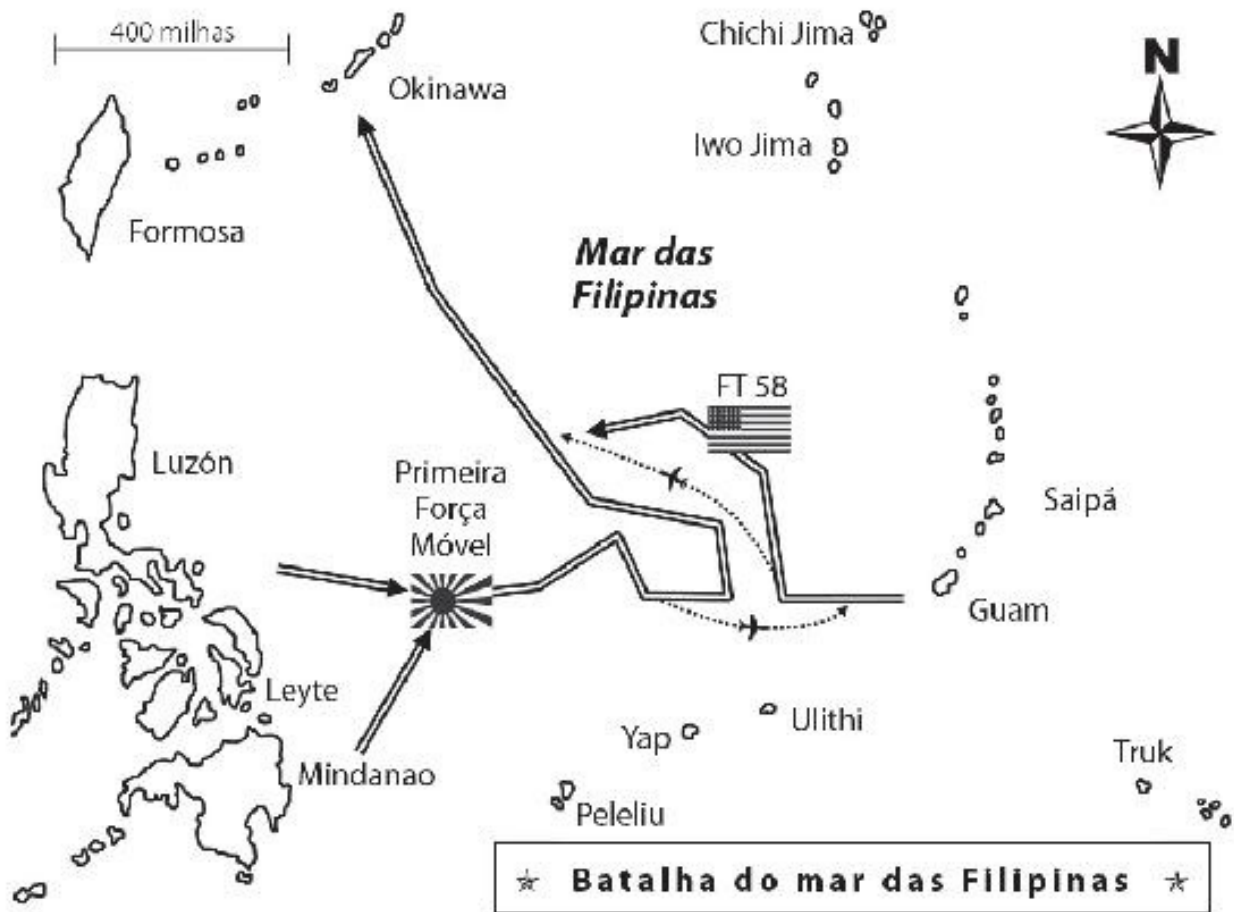 400 milhas
Chichi Jima
N
Okinawa
Iwo Jima
Formosa
Mar das
Filipinas
FT 58
Luzón
Primeira
Força
Móvel
Saipá
Guam
Leyte
Ulithi
Yap
Truk
Mindanao
Peleliu
Batalha do mar das Filipinas